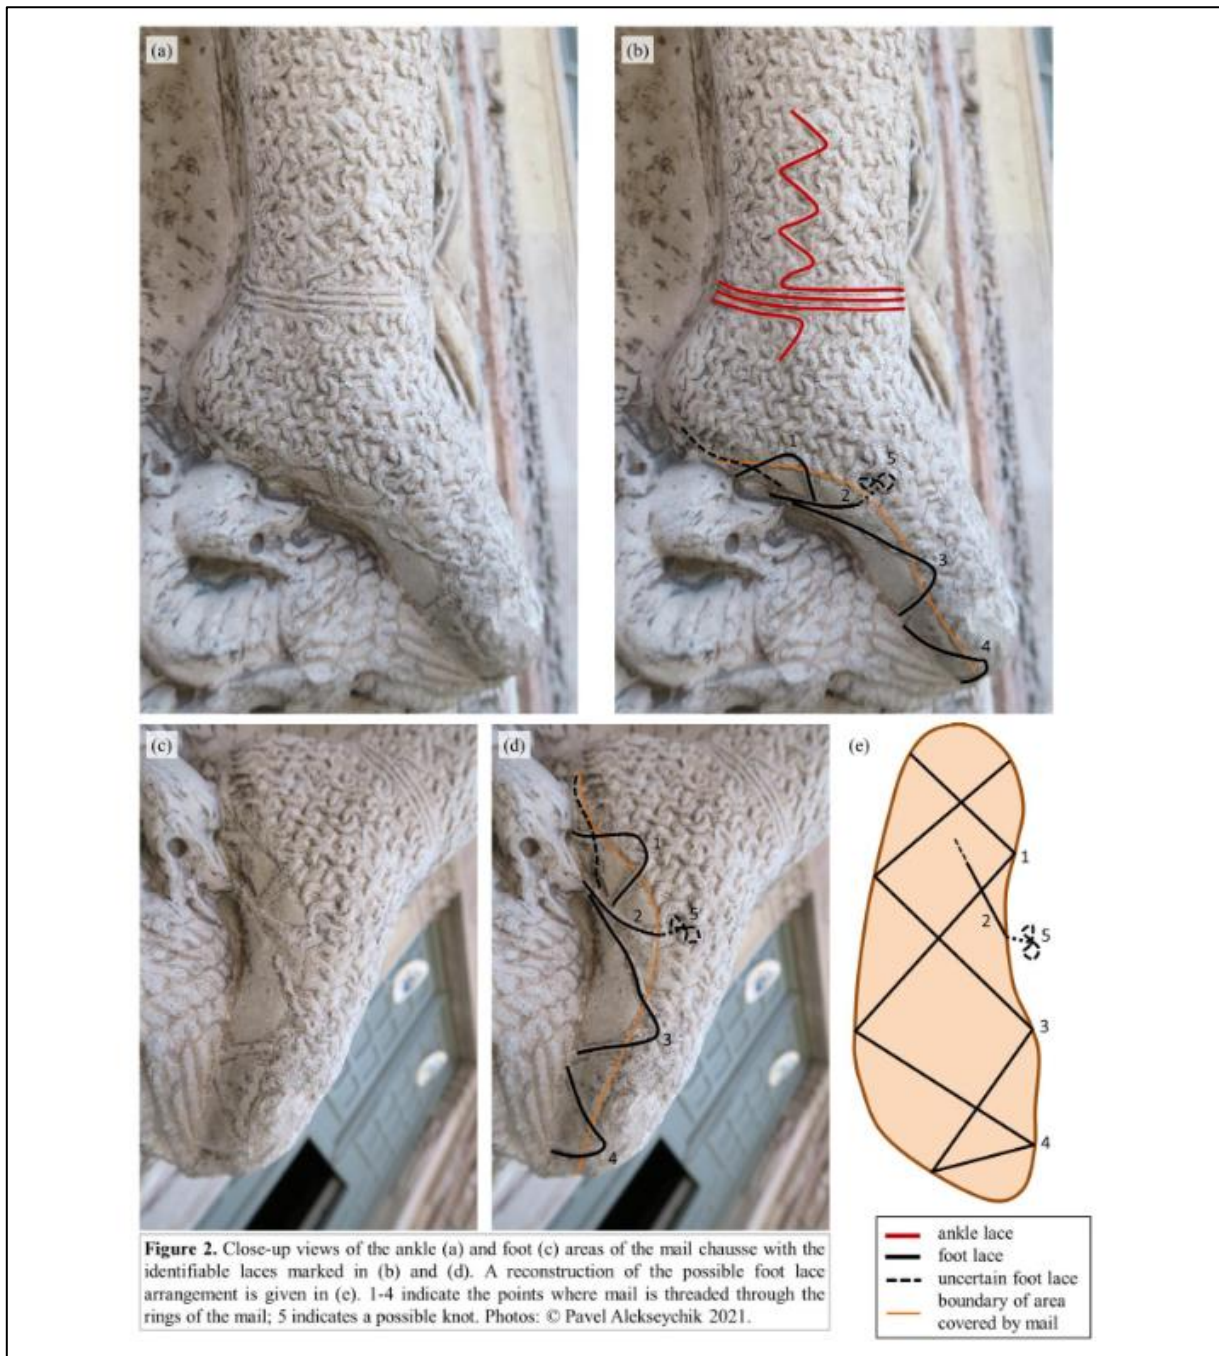 (a)
(b)
5
1
2
3
4
(c)
(d)
(e)
1
2
5
3
4
1
2
5
3
4
Figure 2. Close-up views of the ankle (a) and foot (c) areas of the mail chausse with the
identifiable laces marked in (b) and (d). A reconstruction of the possible foot lace
arrangement is given in (e). 1-4 indicate the points where mail is threaded through the
rings of the mail; 5 indicates a possible knot. Photos: © Pavel Alekseychik 2021.
ankle lace
foot lace
uncertain foot lace
boundary of area
covered by mail